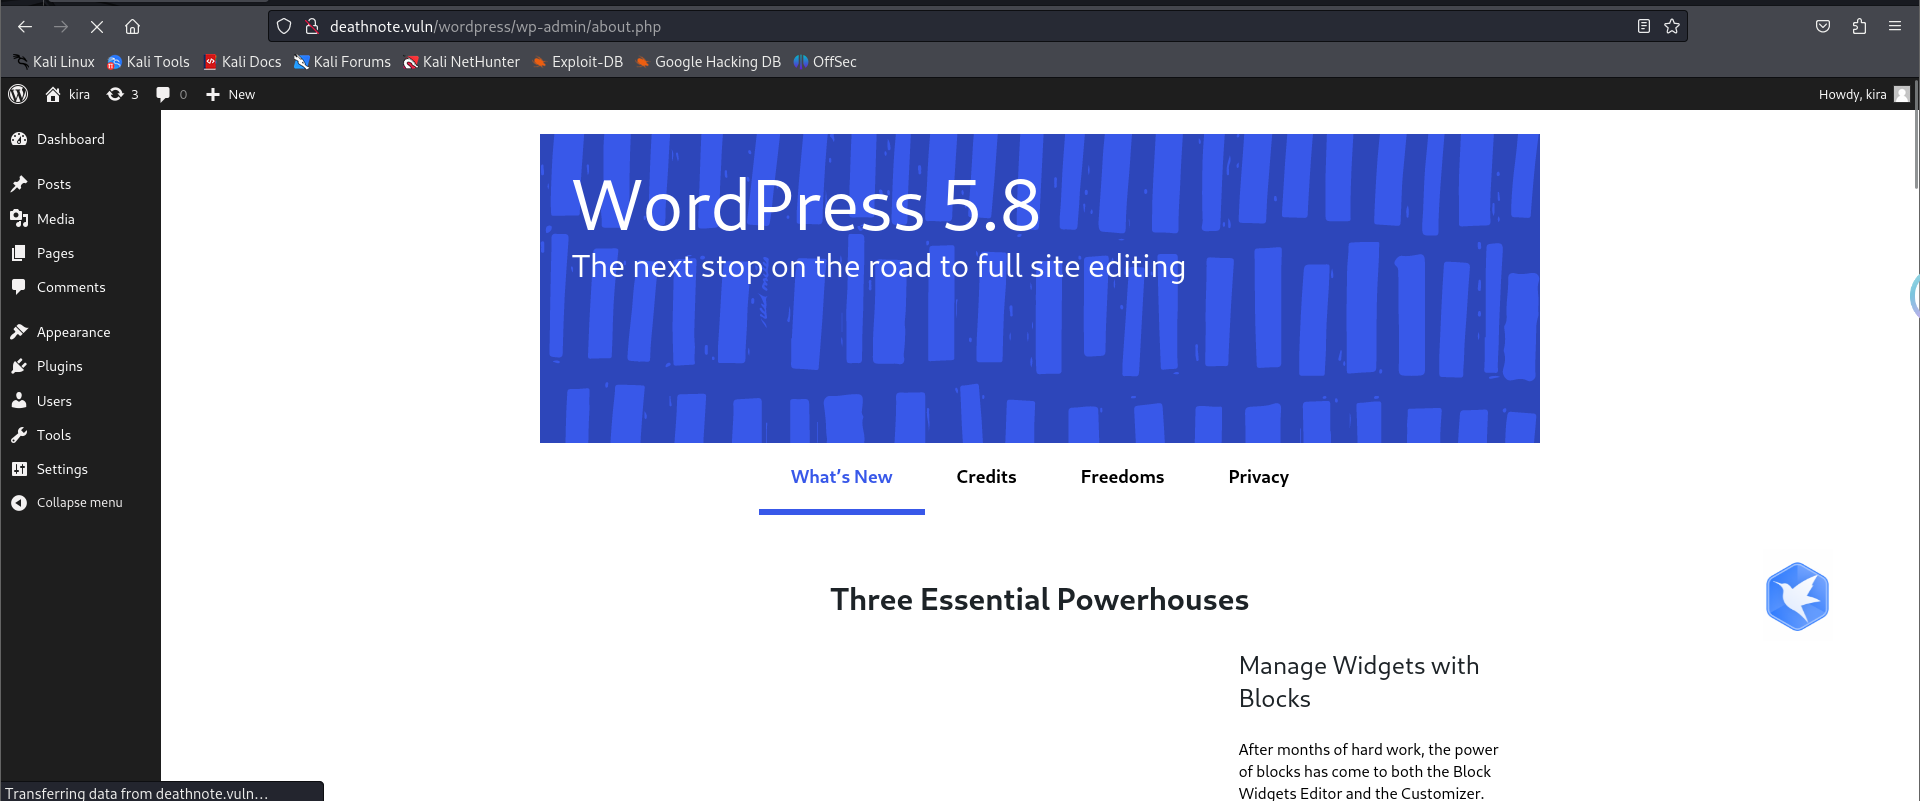 deathnote.vuln/wordpress/wp-admin/about.php
Kali Linux Kali Tools Kali Docs Kali Forums Kali NetHunter Exploit-DB Google Hacking DB OffSec
kira 3 0 New Howdy, kira
Dashboard
Posts
Media
Pages
Comments
Appearance
Plugins
Users
Tools
Settings
Collapse menu
WordPress 5.8
The next stop on the road to full site editing
What’s New Credits Freedoms Privacy
Three Essential Powerhouses
Manage Widgets with
Blocks
After months of hard work, the power
of blocks has come to both the Block
Widgets Editor and the Customizer.
Transferring data from deathnote.vuln…